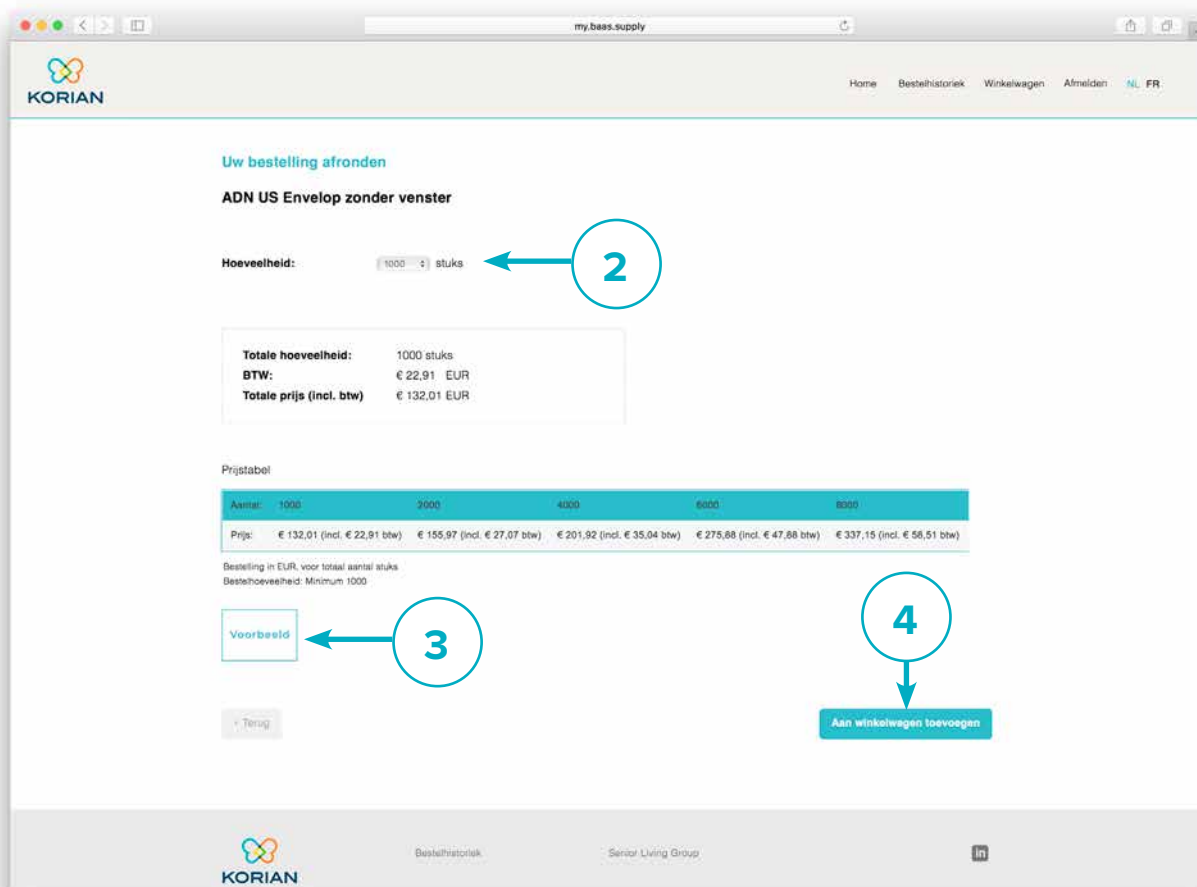 my.baas.supply
KORIAN
Home Bestelhistoriek Winkelwagen Afmelden NL FR
Uw bestelling afronden
ADN US Envelop zonder venster
Hoeveelheid: 1000 stuks
2
Totale hoeveelheid: 1000 stuks
BTW: € 22,91 EUR
Totale prijs (incl. btw) € 132,01 EUR
Prijstabel
Aantal: 1000 2000 4000 6000 8000
Prijs: € 132,01 (incl. € 22,91 btw) € 155,97 (incl. € 27,07 btw) € 201,92 (incl. € 35,04 btw) € 275,88 (incl. € 47,88 btw) € 337,15 (incl. € 58,51 btw)
Bestelling in EUR, voor totaal aantal stuks
Bestelhoeveelheid: Minimum 1000
Voorbeeld
3
4
‹ Terug
Aan winkelwagen toevoegen
KORIAN
Bestelhistoriek
Senior Living Group
in